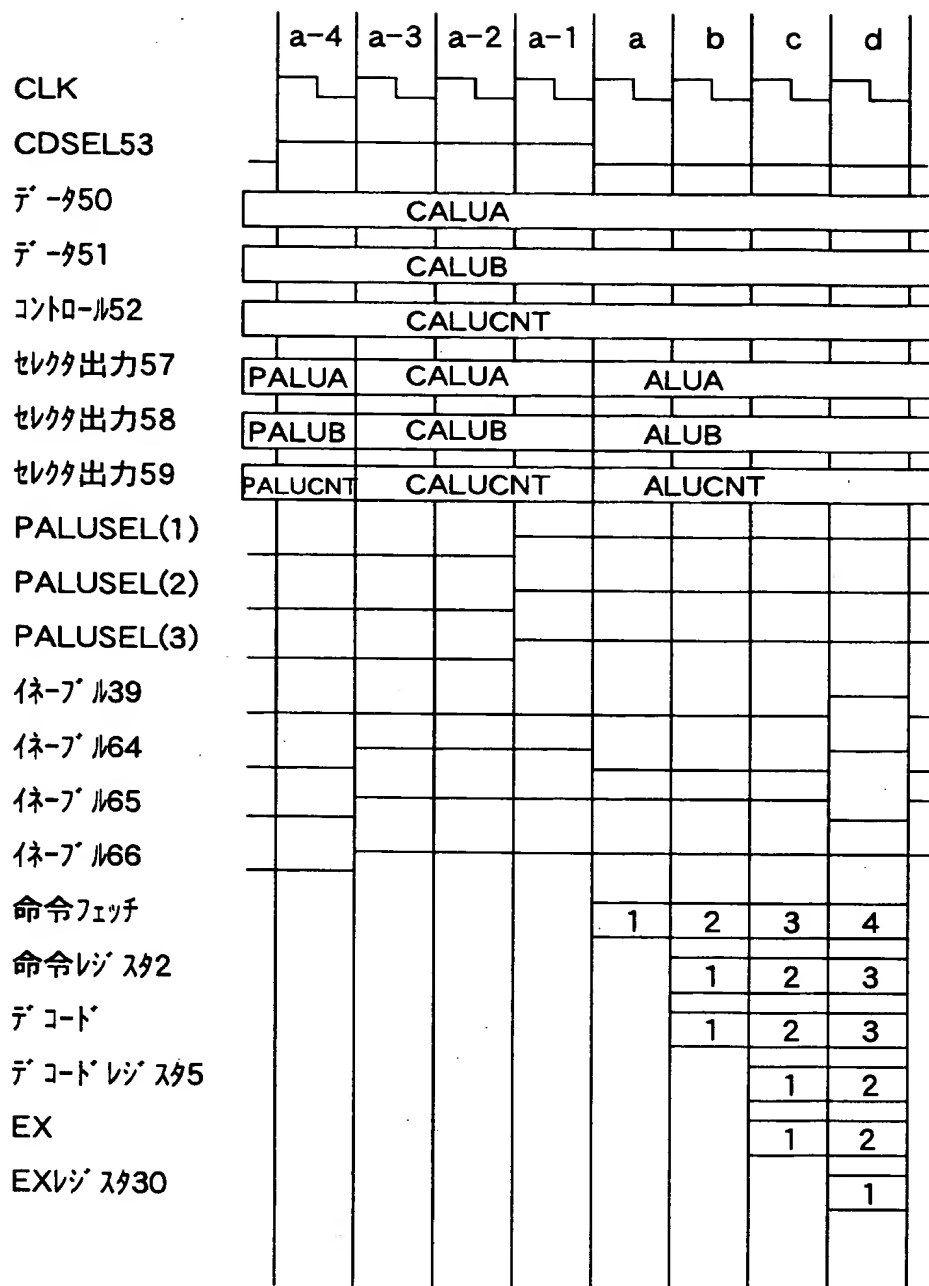 a-4 a-3 a-2 a-1 a b c d
CLK
CDSEL53
データ50 CALUA
データ51 CALUB
コントロール52 CALUCNT
セレクタ出力57 PALUA CALUA ALUA
セレクタ出力58 PALUB CALUB ALUB
セレクタ出力59 PALUCNT CALUCNT ALUCNT
PALUSEL(1)
PALUSEL(2)
PALUSEL(3)
イネーブル39
イネーブル64
イネーブル65
イネーブル66
命令フェッチ 1 2 3 4
命令レジスタ2 1 2 3
デコード 1 2 3
デコードレジスタ5 1 2
EX 1 2
EXレジスタ30 1